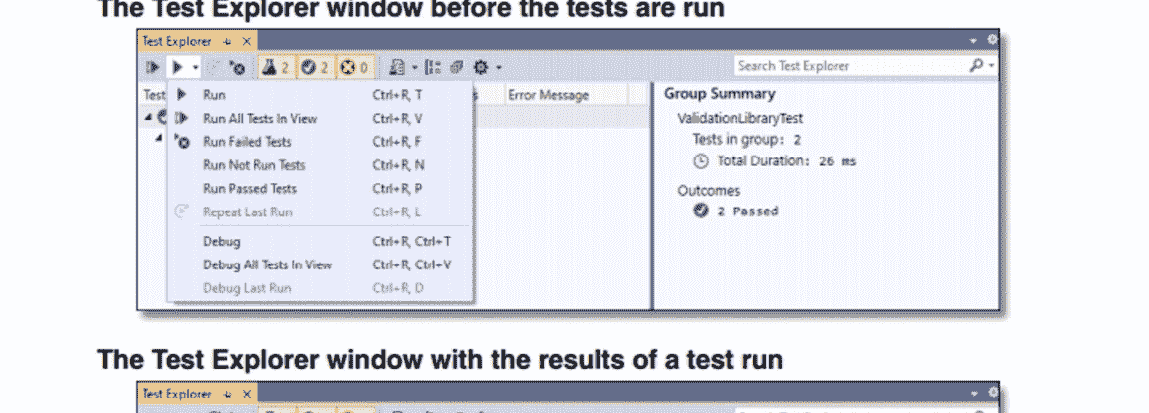 The Test Explorer window before the tests are run
Test Explorer
2 2 0
Search Test Explorer
Test
Error Message
Run Ctrl+R, T
Run All Tests In View Ctrl+R, V
Run Failed Tests Ctrl+R, F
Run Not Run Tests Ctrl+R, N
Run Passed Tests Ctrl+R, P
Repeat Last Run Ctrl+R, L
Debug Ctrl+R, Ctrl+T
Debug All Tests In View Ctrl+R, Ctrl+V
Debug Last Run Ctrl+R, D
Group Summary
ValidationLibraryTest
Tests in group: 2
Total Duration: 26 ms
Outcomes
2 Passed
The Test Explorer window with the results of a test run
Test Explorer